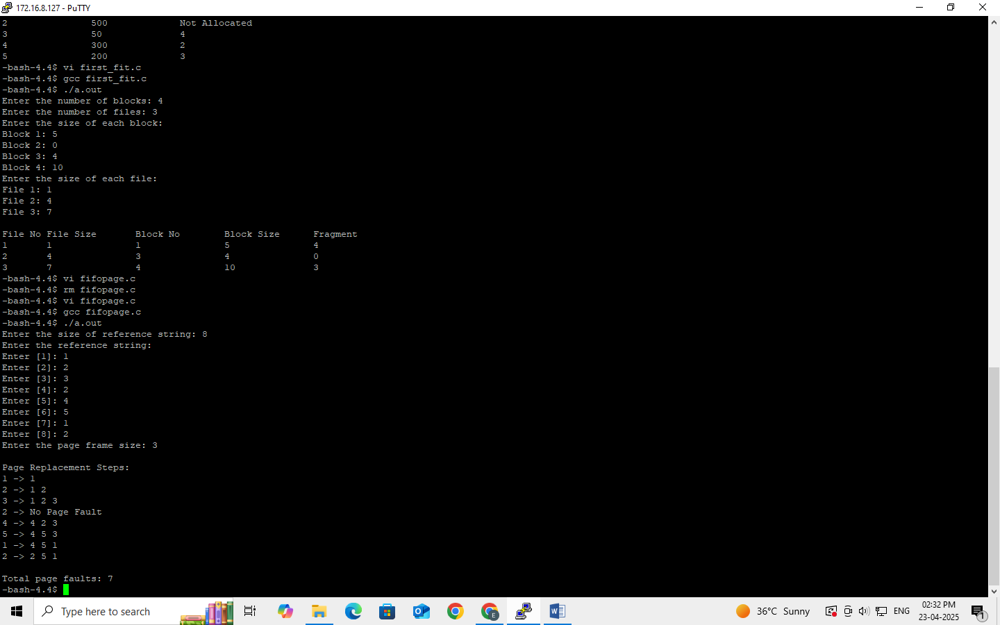 172.16.8.127 - PuTTY
2 500 Not Allocated
3 50 4
4 300 2
5 200 3
-bash-4.4$ vi first_fit.c
-bash-4.4$ gcc first_fit.c
-bash-4.4$ ./a.out
Enter the number of blocks: 4
Enter the number of files: 3
Enter the size of each block:
Block 1: 5
Block 2: 0
Block 3: 4
Block 4: 10
Enter the size of each file:
File 1: 1
File 2: 4
File 3: 7
File No File Size Block No Block Size Fragment
1 1 1 5 4
2 4 3 4 0
3 7 4 10 3
-bash-4.4$ vi fifopage.c
-bash-4.4$ rm fifopage.c
-bash-4.4$ vi fifopage.c
-bash-4.4$ gcc fifopage.c
-bash-4.4$ ./a.out
Enter the size of reference string: 8
Enter the reference string:
Enter [1]: 1
Enter [2]: 2
Enter [3]: 3
Enter [4]: 2
Enter [5]: 4
Enter [6]: 5
Enter [7]: 1
Enter [8]: 2
Enter the page frame size: 3
Page Replacement Steps:
1 -> 1
2 -> 1 2
3 -> 1 2 3
2 -> No Page Fault
4 -> 4 2 3
5 -> 4 5 3
1 -> 4 5 1
2 -> 2 5 1
Total page faults: 7
-bash-4.4$
Type here to search
E
W
36°C Sunny
ENG
02:32 PM
23-04-2025
1